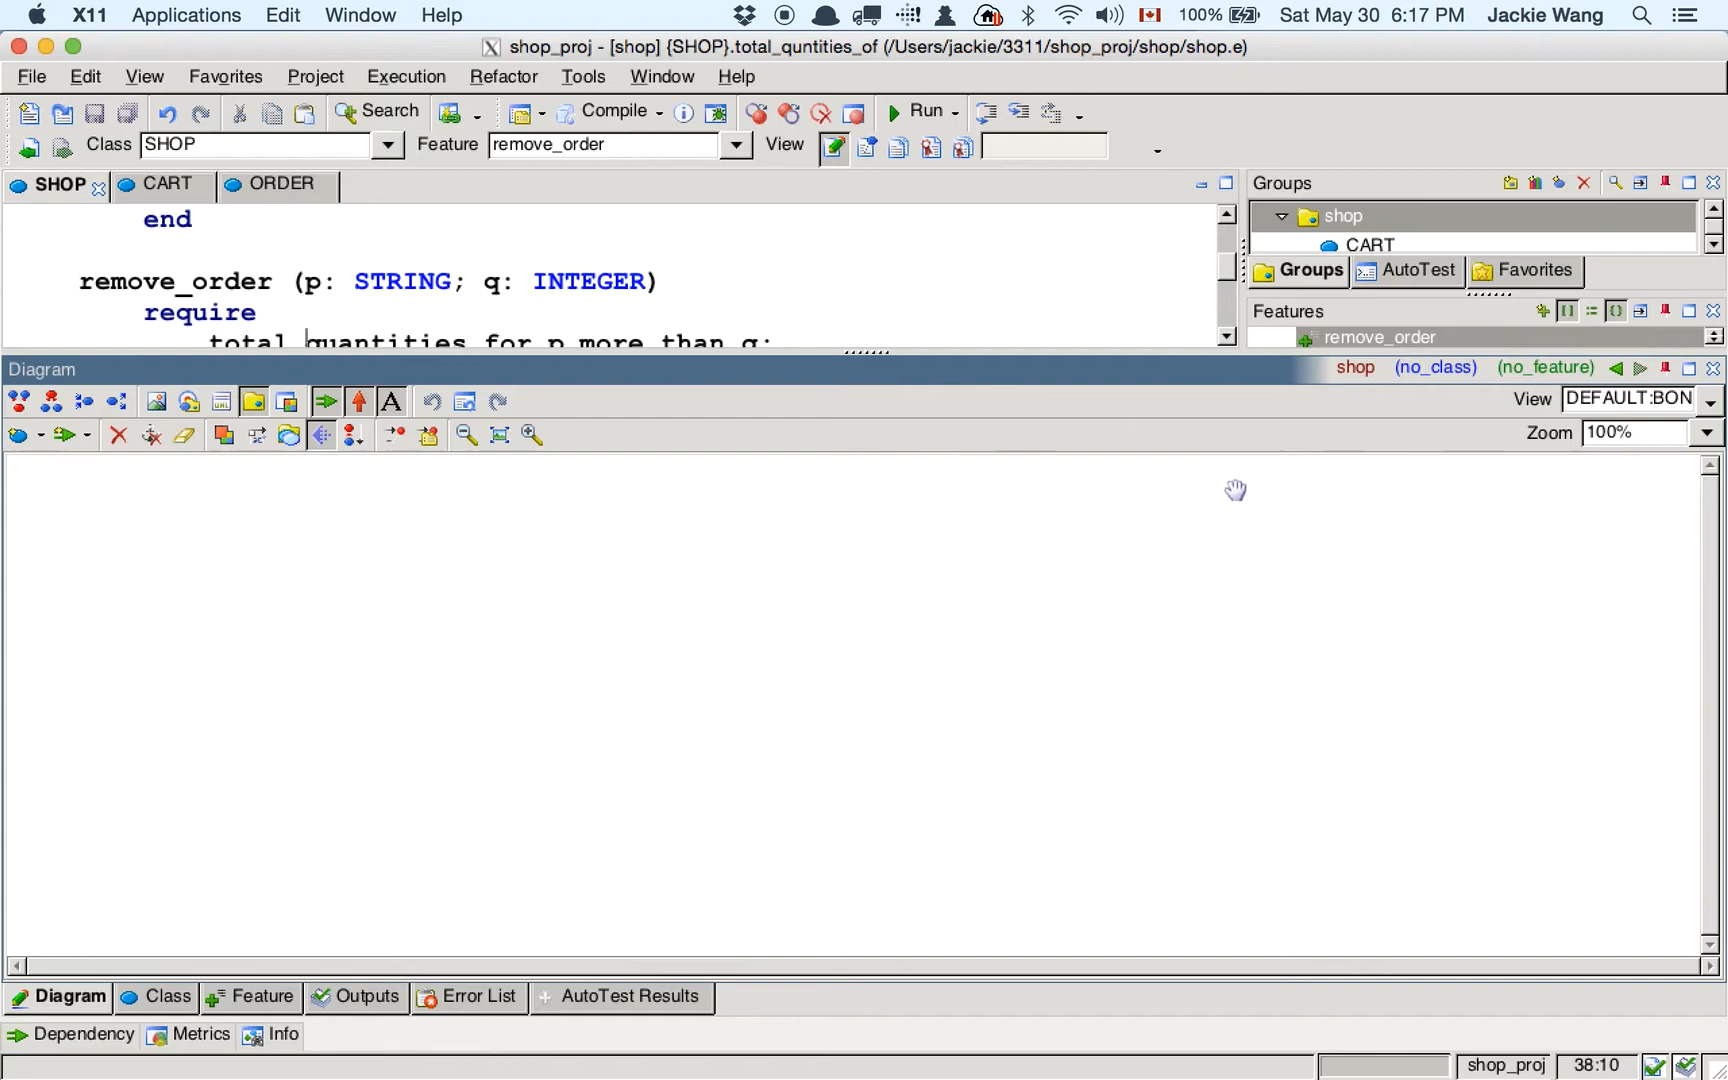 X11 Applications Edit Window Help 100% Sat May 30 6:17 PM Jackie Wang
shop_proj - [shop] {SHOP}.total_quntities_of (/Users/jackie/3311/shop_proj/shop/shop.e)
File Edit View Favorites Project Execution Refactor Tools Window Help
Search Compile Run
Class SHOP Feature remove_order View
SHOP CART ORDER Groups
end
shop
CART
Groups AutoTest Favorites
remove_order (p: STRING; q: INTEGER)
require
Features
total_quantities_for_p_more_than_q:
remove_order
Diagram shop (no_class) (no_feature)
View DEFAULT:BON
Zoom 100%
Diagram Class Feature Outputs Error List AutoTest Results
Dependency Metrics Info
shop_proj 38:10